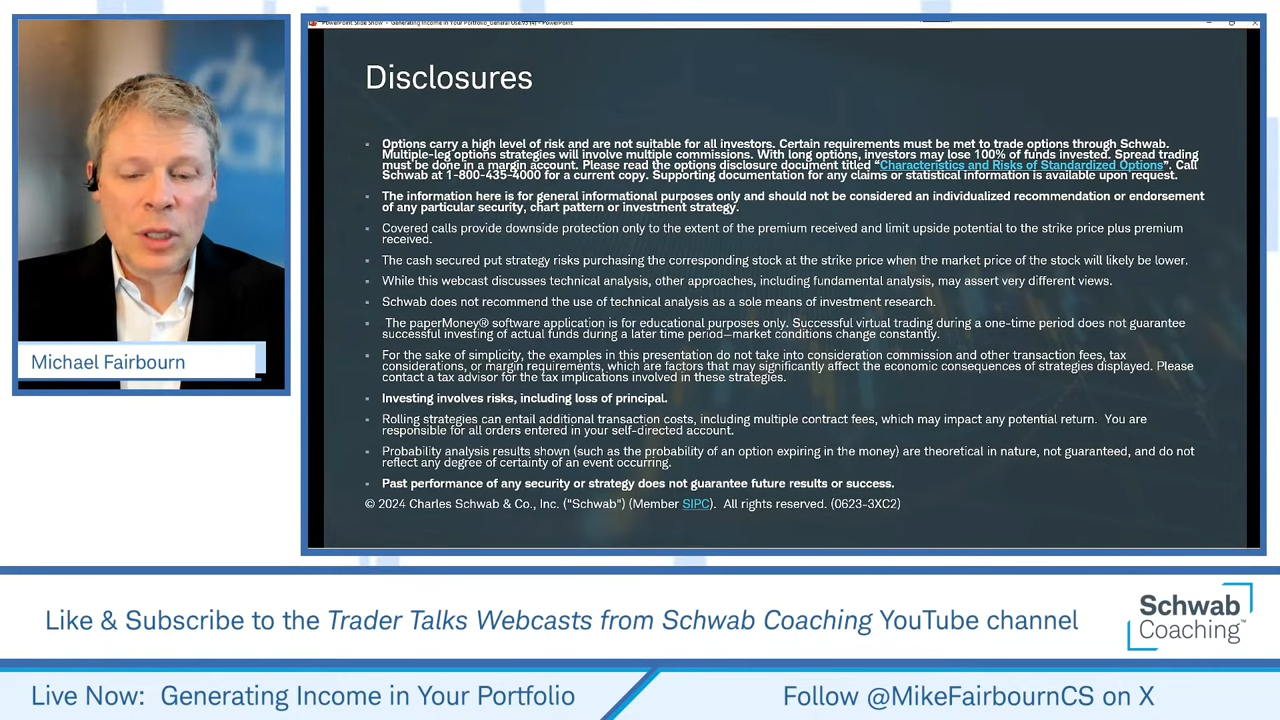 PowerPoint Slide Show - Generating Income in Your Portfolio_General
PowerPoint
Disclosures
▪ Options carry a high level of risk and are not suitable for all investors. Certain requirements must be met to trade options through Schwab.
Multiple-leg options strategies will involve multiple commissions. With long options, investors may lose 100% of funds invested. Spread trading
must be done in a margin account. Please read the options disclosure document titled “Characteristics and Risks of Standardized Options”. Call
Schwab at 1-800-435-4000 for a current copy. Supporting documentation for any claims or statistical information is available upon request.
▪ The information here is for general informational purposes only and should not be considered an individualized recommendation or endorsement
of any particular security, chart pattern or investment strategy.
▪ Covered calls provide downside protection only to the extent of the premium received and limit upside potential to the strike price plus premium
received.
▪ The cash secured put strategy risks purchasing the corresponding stock at the strike price when the market price of the stock will likely be lower.
▪ While this webcast discusses technical analysis, other approaches, including fundamental analysis, may assert very different views.
▪ Schwab does not recommend the use of technical analysis as a sole means of investment research.
▪ The paperMoney® software application is for educational purposes only. Successful virtual trading during a one-time period does not guarantee
successful investing of actual funds during a later time period—market conditions change constantly.
▪ For the sake of simplicity, the examples in this presentation do not take into consideration commission and other transaction fees, tax
considerations, or margin requirements, which are factors that may significantly affect the economic consequences of strategies displayed. Please
contact a tax advisor for the tax implications involved in these strategies.
▪ Investing involves risks, including loss of principal.
▪ Rolling strategies can entail additional transaction costs, including multiple contract fees, which may impact any potential return. You are
responsible for all orders entered in your self-directed account.
▪ Probability analysis results shown (such as the probability of an option expiring in the money) are theoretical in nature, not guaranteed, and do not
reflect any degree of certainty of an event occurring.
▪ Past performance of any security or strategy does not guarantee future results or success.
© 2024 Charles Schwab & Co., Inc. ("Schwab") (Member SIPC). All rights reserved. (0623-3XC2)
Michael Fairbourn
Like & Subscribe to the Trader Talks Webcasts from Schwab Coaching YouTube channel
Schwab
Coaching™
Live Now: Generating Income in Your Portfolio
Follow @MikeFairbournCS on X